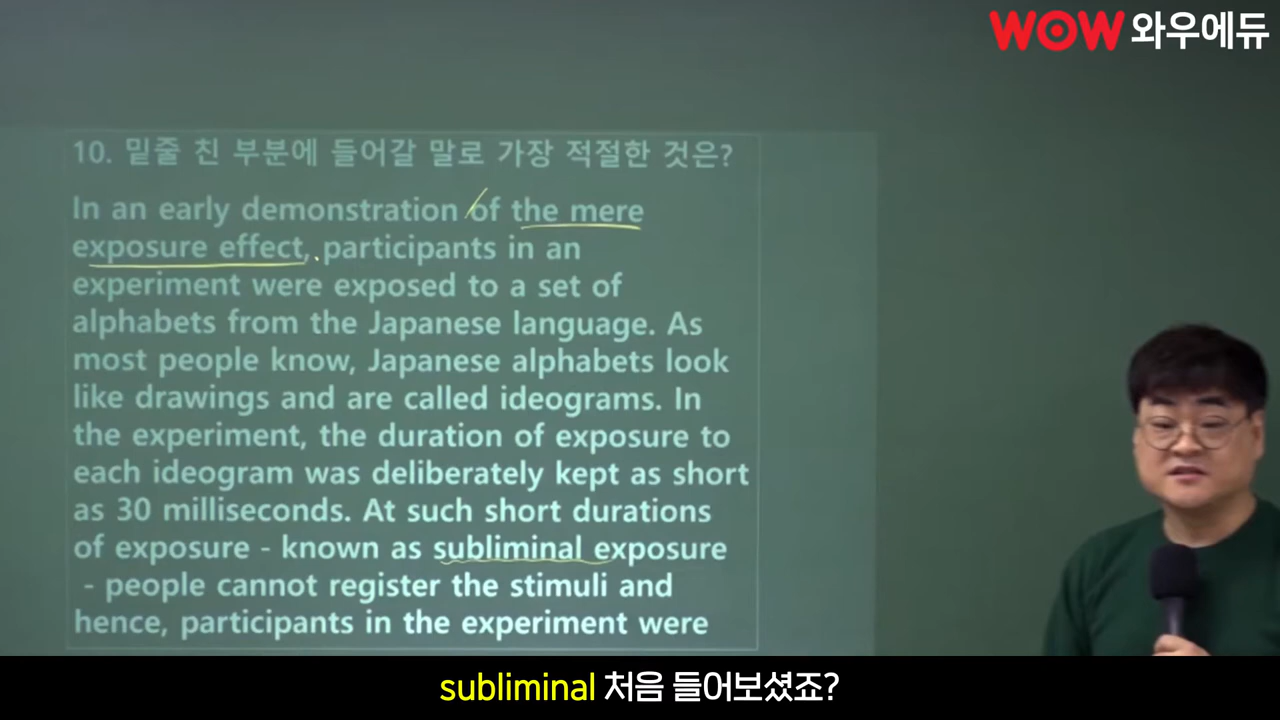 WOW 와우에듀
10. 밑줄 친 부분에 들어갈 말로 가장 적절한 것은?
In an early demonstration of the mere
exposure effect, participants in an
experiment were exposed to a set of
alphabets from the Japanese language. As
most people know, Japanese alphabets look
like drawings and are called ideograms. In
the experiment, the duration of exposure to
each ideogram was deliberately kept as short
as 30 milliseconds. At such short durations
of exposure - known as subliminal exposure
- people cannot register the stimuli and
hence, participants in the experiment were
subliminal 처음 들어보셨죠?